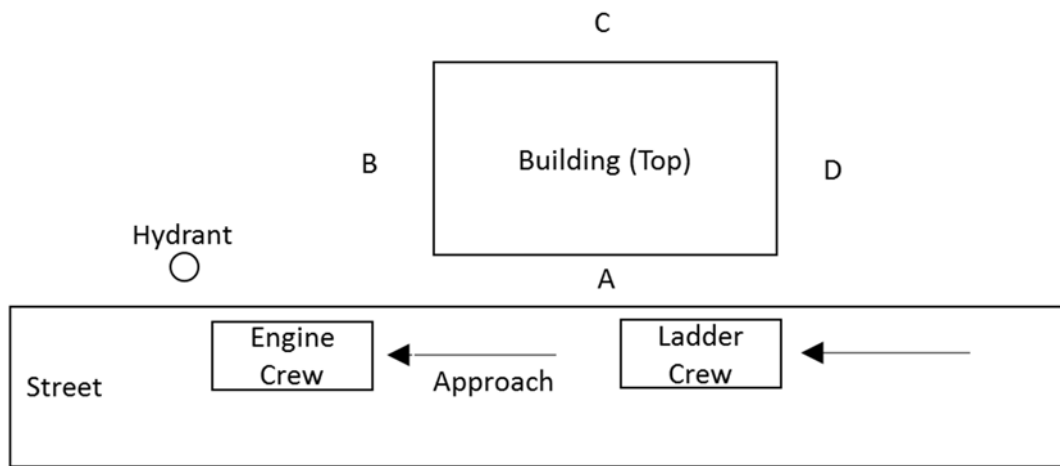 C
B
Building (Top)
D
Hydrant
A
Engine
Crew
Approach
Ladder
Crew
Street